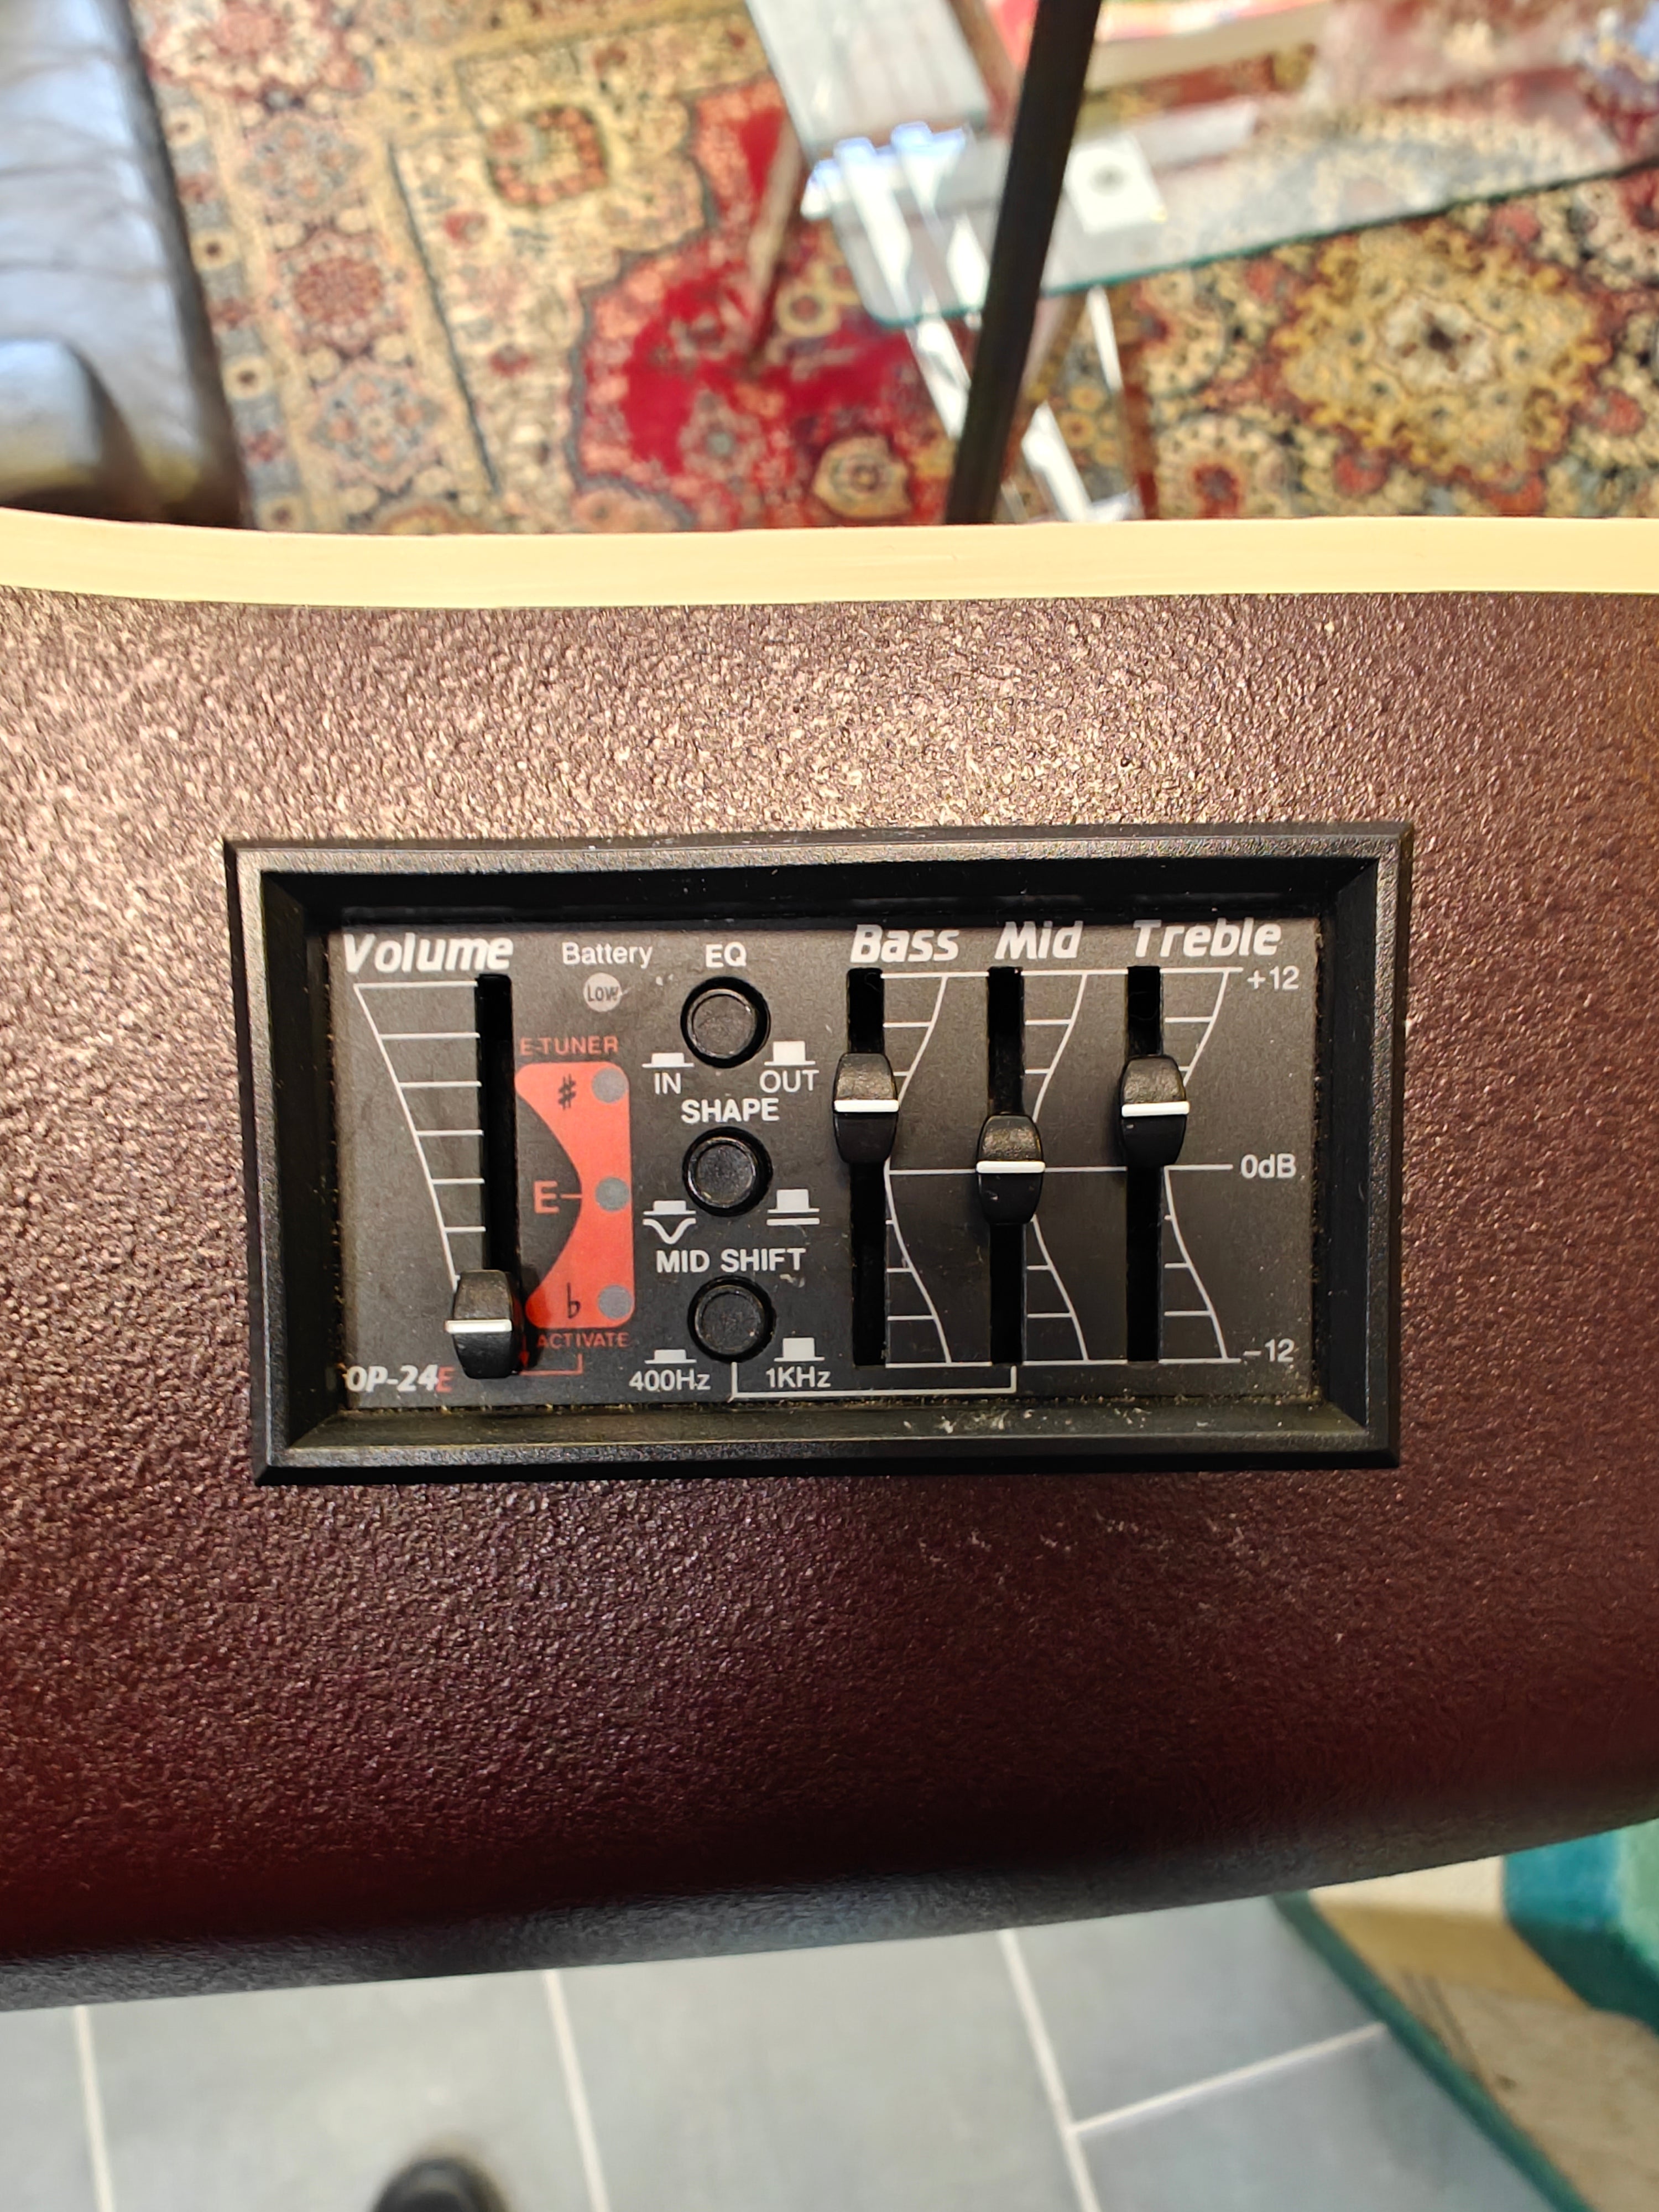 Volume
Battery
LOW
E-TUNER
♯
E
♭
ACTIVATE
OP-24E
EQ
IN OUT
SHAPE
MID SHIFT
400Hz 1KHz
Bass Mid Treble
+12
0dB
-12